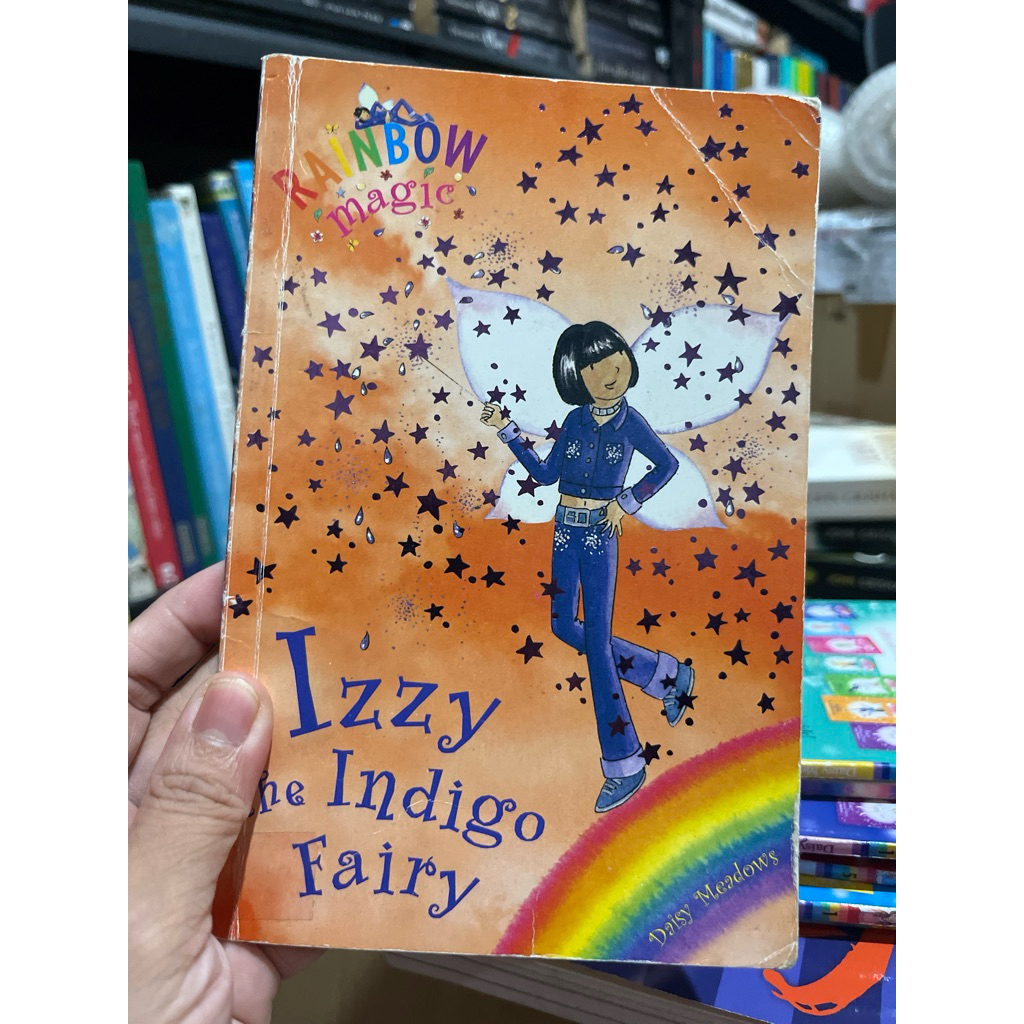 RAINBOW
magic
Izzy
the Indigo
Fairy
Daisy Meadows